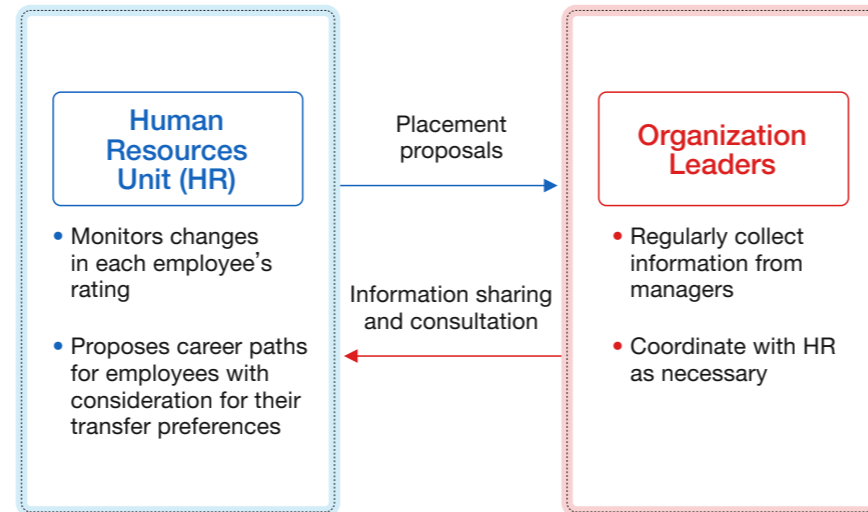 Human
Resources
Unit (HR)
• Monitors changes
in each employee's
rating
• Proposes career paths
for employees with
consideration for their
transfer preferences
Placement
proposals
Information sharing
and consultation
Organization
Leaders
• Regularly collect
information from
managers
• Coordinate with HR
as necessary